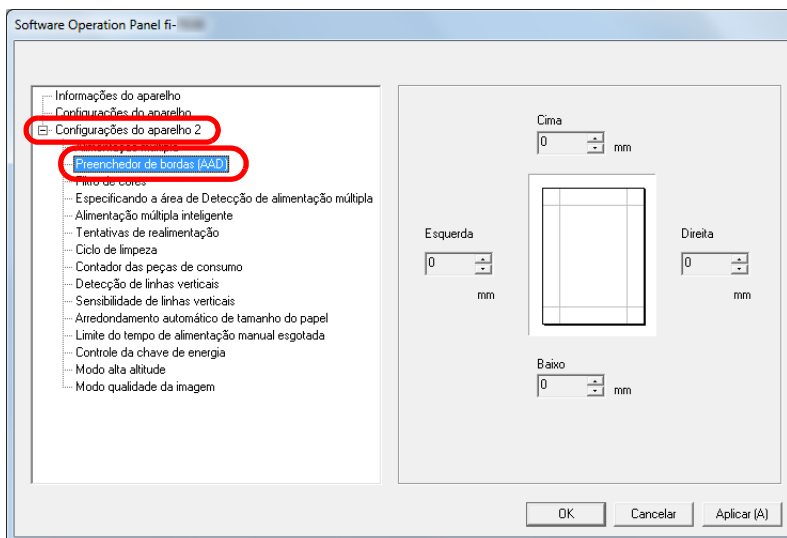 Software Operation Panel fi-
Informações do aparelho
Configurações do aparelho
Configurações do aparelho 2
Alimentação múltipla
Preenchedor de bordas (AAD)
Filtro de cores
Especificando a área de Detecção de alimentação múltipla
Alimentação múltipla inteligente
Tentativas de realimentação
Ciclo de limpeza
Contador das peças de consumo
Detecção de linhas verticais
Sensibilidade de linhas verticais
Arredondamento automático de tamanho do papel
Limite do tempo de alimentação manual esgotada
Controle da chave de energia
Modo alta altitude
Modo qualidade da imagem
Cima
0 mm
Esquerda
0
mm
Direita
0
mm
Baixo
0 mm
OK Cancelar Aplicar (A)